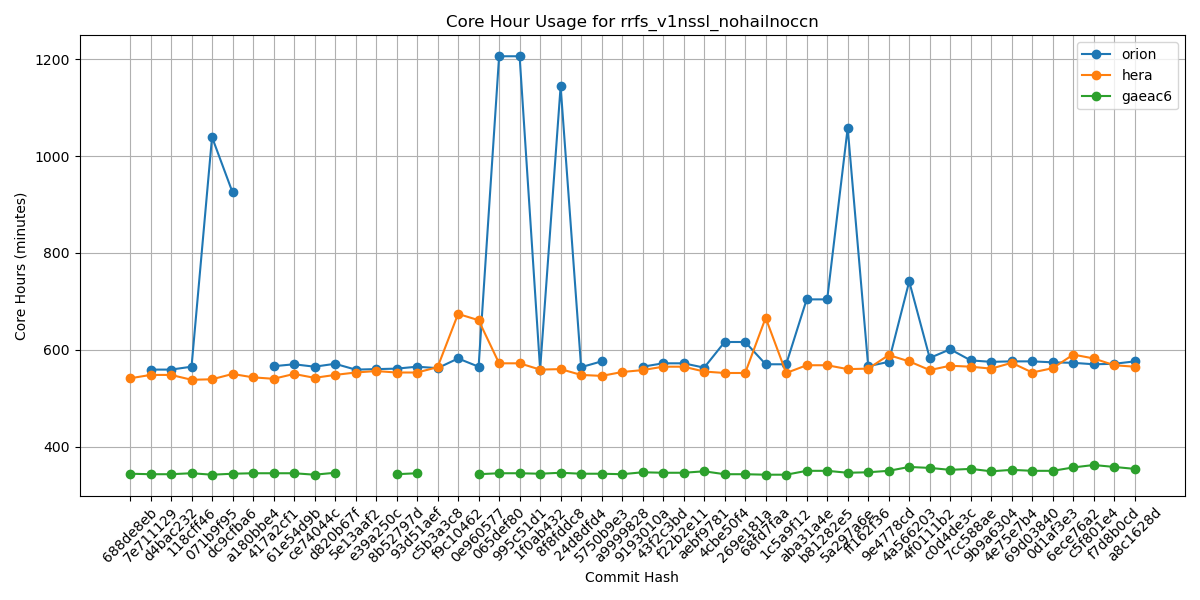 Core Hour Usage for rrfs_v1nssl_nohailnoccn
orion
hera
gaeac6
Core Hours (minutes)
1200
1000
800
600
400
688de8eb
7e711129
d4bac232
118cff46
071b9f95
dc9cfba6
a180bbe4
417a2cf1
61e54d9b
ce74044c
d820b67f
5e13aaf2
e39a250c
8b52797d
93d51aef
c5b3a3c8
f9c10462
0e960577
065def80
995c51d1
1f0ab432
8f6fddc8
24d8dfd4
5750b9e3
a9999828
9193010a
43f2c3bd
f22b2e11
aebf9781
4cbe50f4
269e181a
68fd7faa
1c5a9f12
aba31a4e
b81282e5
5a297a6e
ff162f36
9e4778cd
4a566203
4f0111b2
c0d4de3c
7cc588ae
9b9a6304
4e75e7b4
69d03840
0d1af3e3
6ece76a2
c5f801e4
f7d8b0cd
a8c1628d
Commit Hash